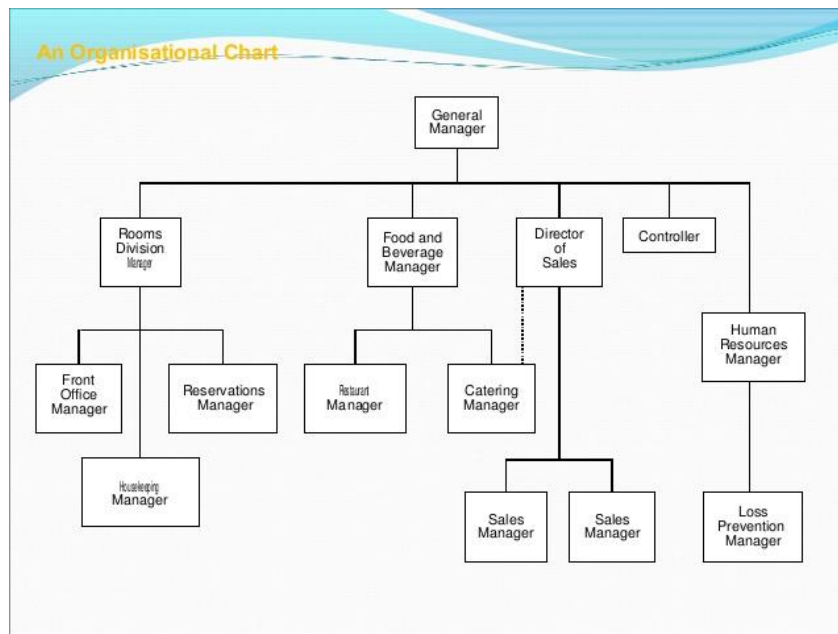 An Organisational Chart
General
Manager
Rooms
Division
Manager
Food and
Beverage
Manager
Director
of
Sales
Controller
Human
Resources
Manager
Front
Office
Manager
Reservations
Manager
Restaurant
Manager
Catering
Manager
Housekeeping
Manager
Sales
Manager
Sales
Manager
Loss
Prevention
Manager